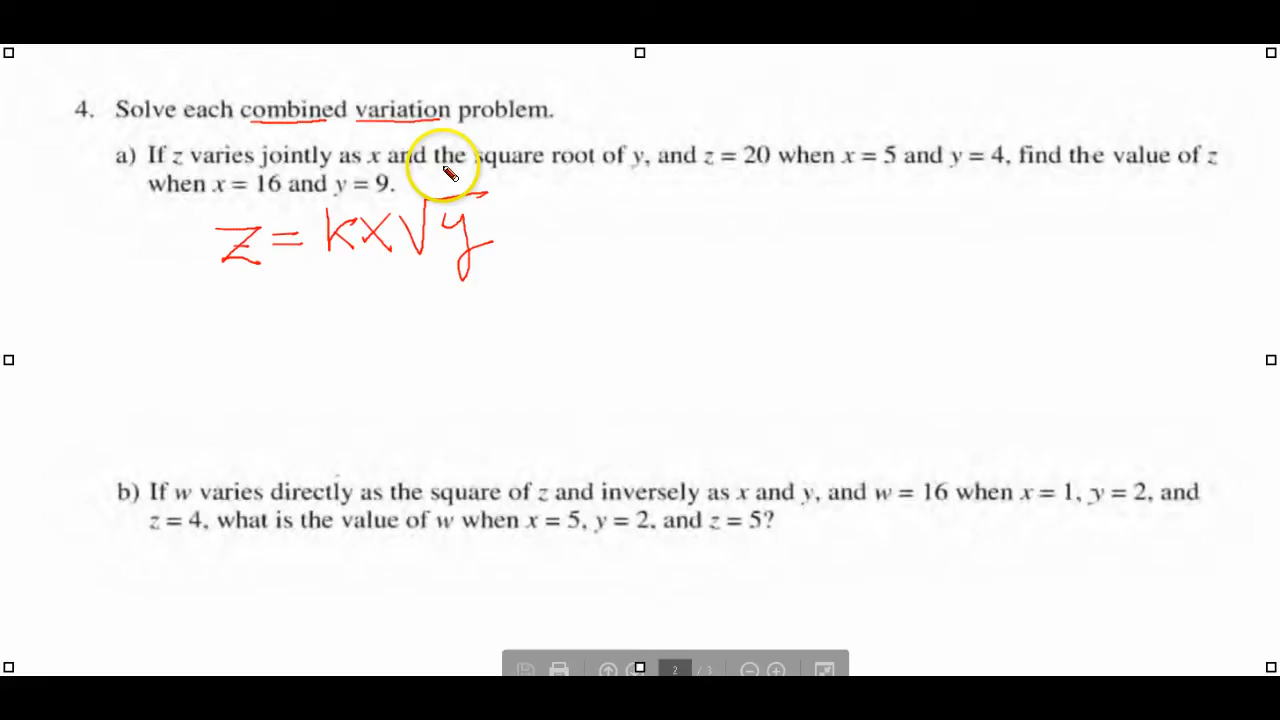 4. Solve each combined variation problem.
a) If z varies jointly as x and the square root of y, and z = 20 when x = 5 and y = 4, find the value of z
when x = 16 and y = 9.
z = kx√y
b) If w varies directly as the square of z and inversely as x and y, and w = 16 when x = 1, y = 2, and
z = 4, what is the value of w when x = 5, y = 2, and z = 5?
2 / 3